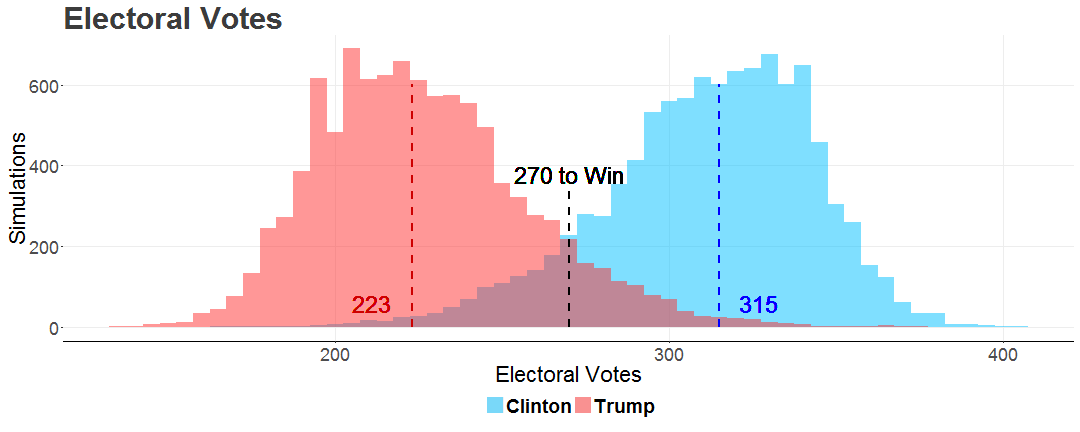 Electoral Votes
600
400
200
0
Simulations
270 to Win
223
315
200
300
400
Electoral Votes
Clinton
Trump